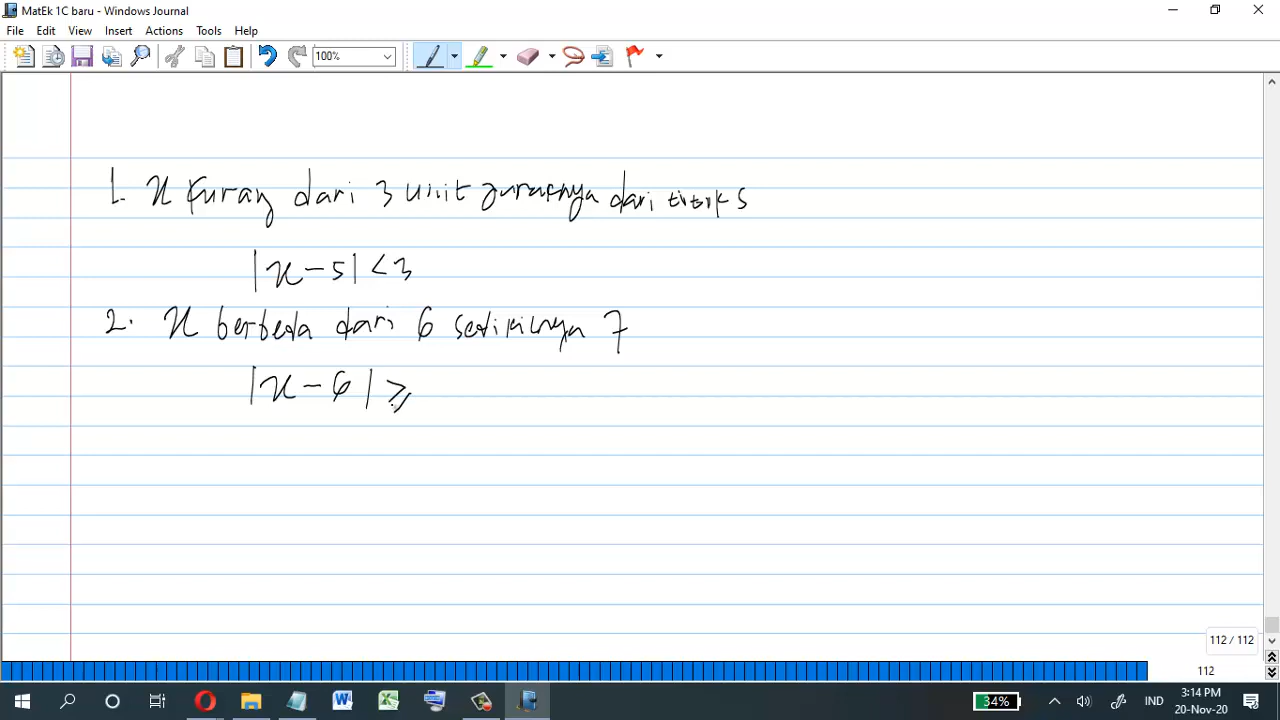 MatEk 1C baru - Windows Journal
File Edit View Insert Actions Tools Help
100%
1. x Kurang dari 3 unit jaraknya dari titik 5
|x - 5| < 3
2. x berbeda dari 6 sedikitnya 7
|x - 6| ≥
112 / 112
112
34% IND 3:14 PM
20-Nov-20